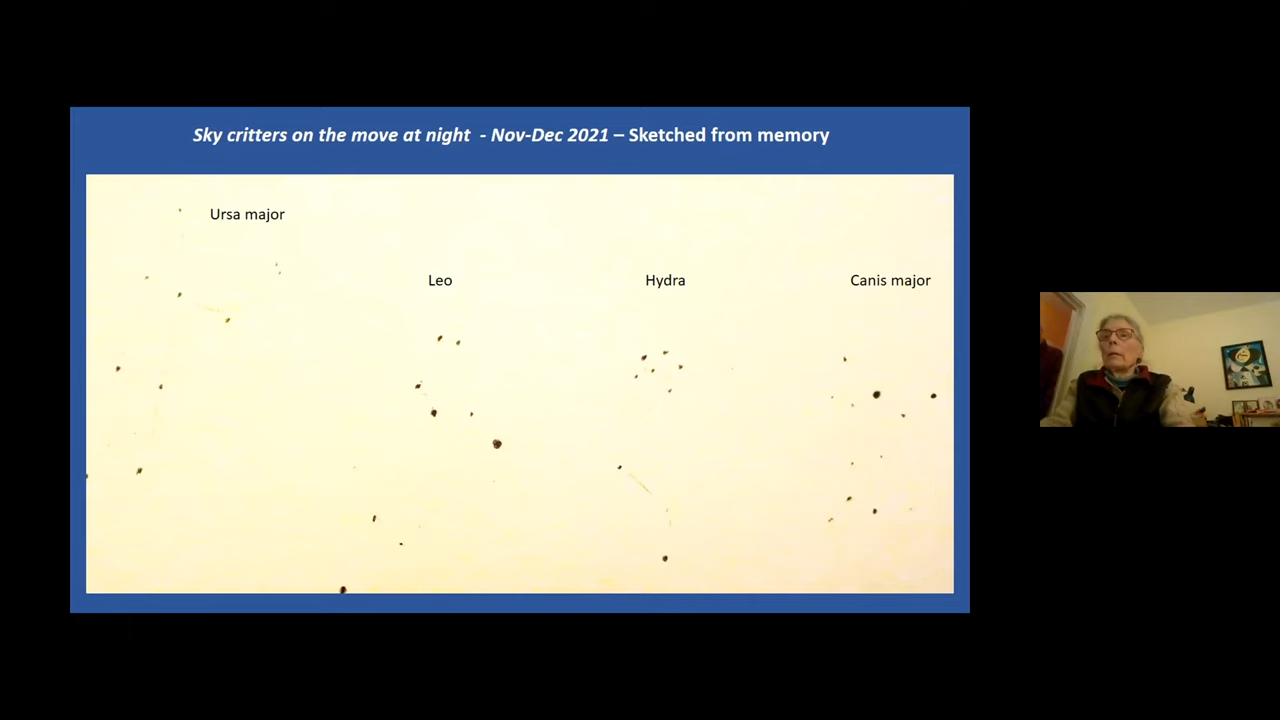 Sky critters on the move at night - Nov-Dec 2021 – Sketched from memory
Ursa major
Leo
Hydra
Canis major